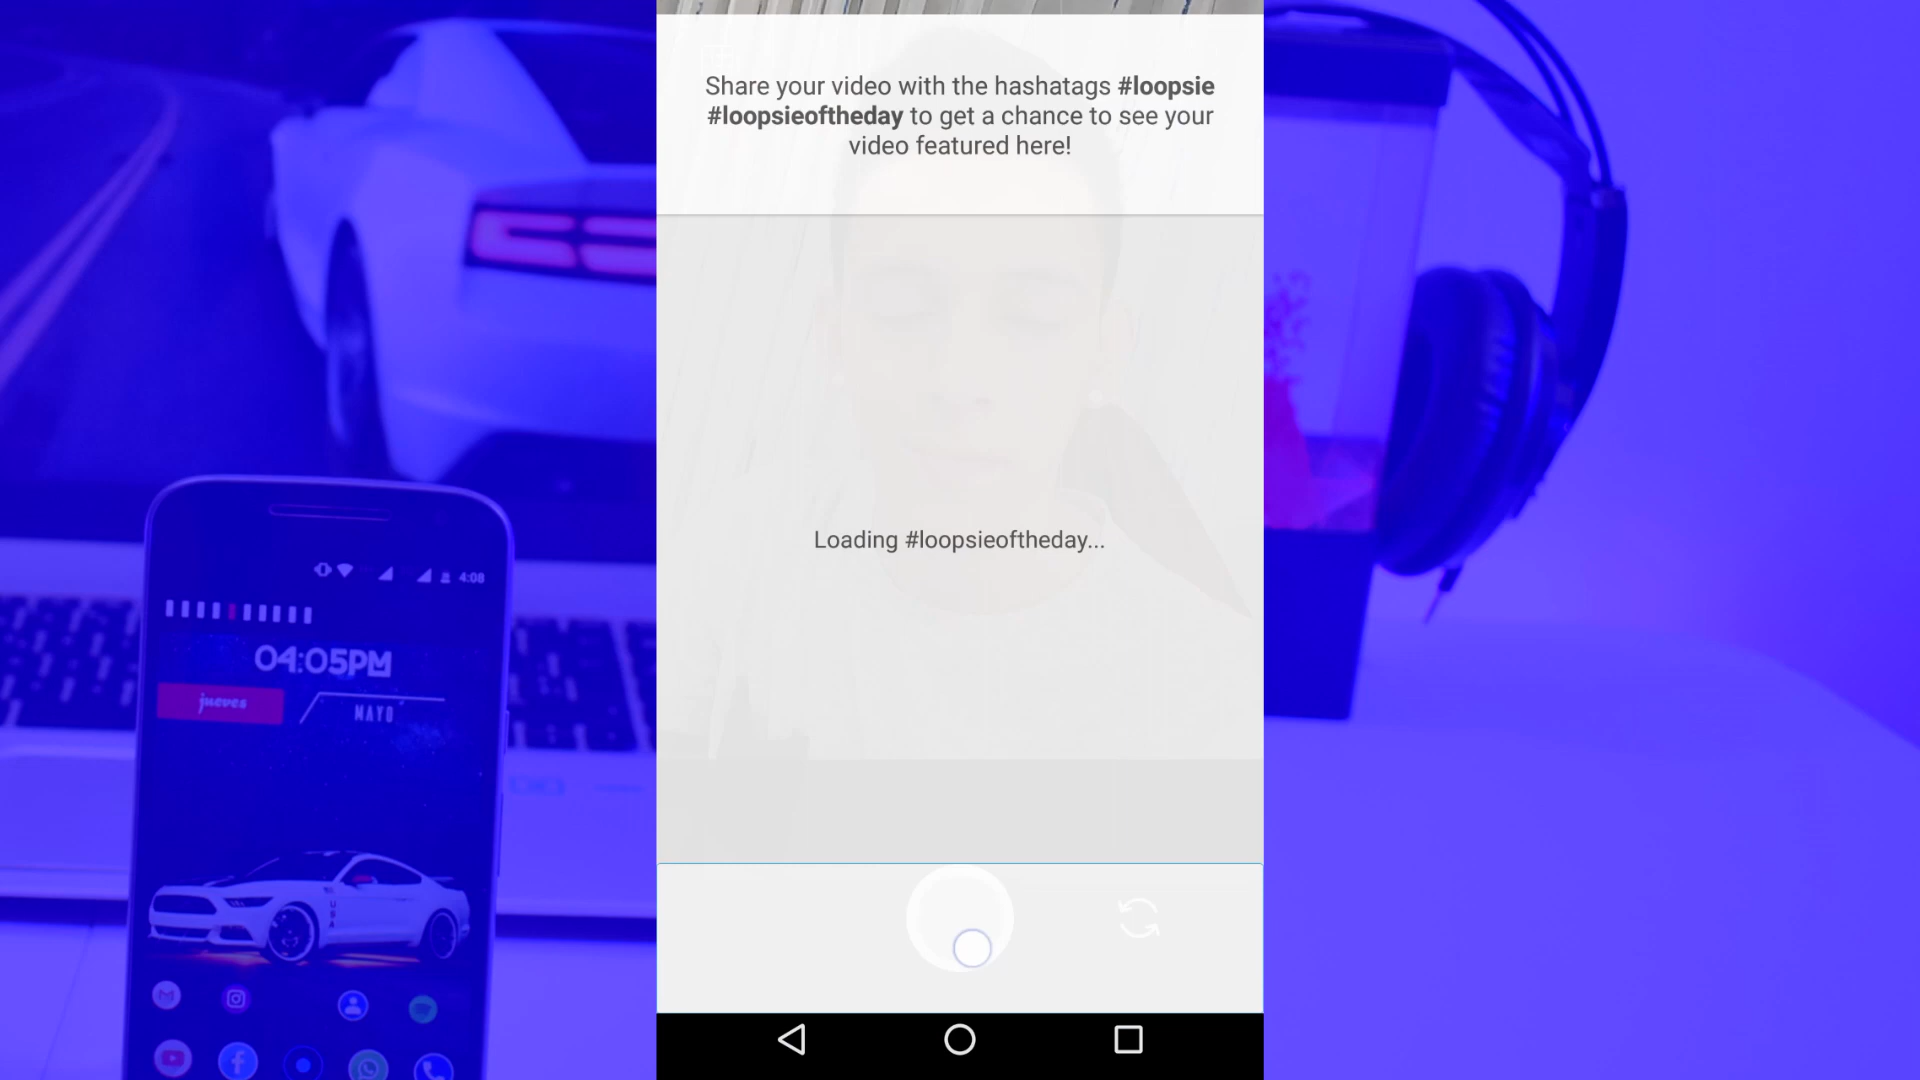 Share your video with the hashatags #loopsie
#loopsieoftheday to get a chance to see your
video featured here!
Loading #loopsieoftheday...
4:08
04:05PM
jueves
MAYO
USA